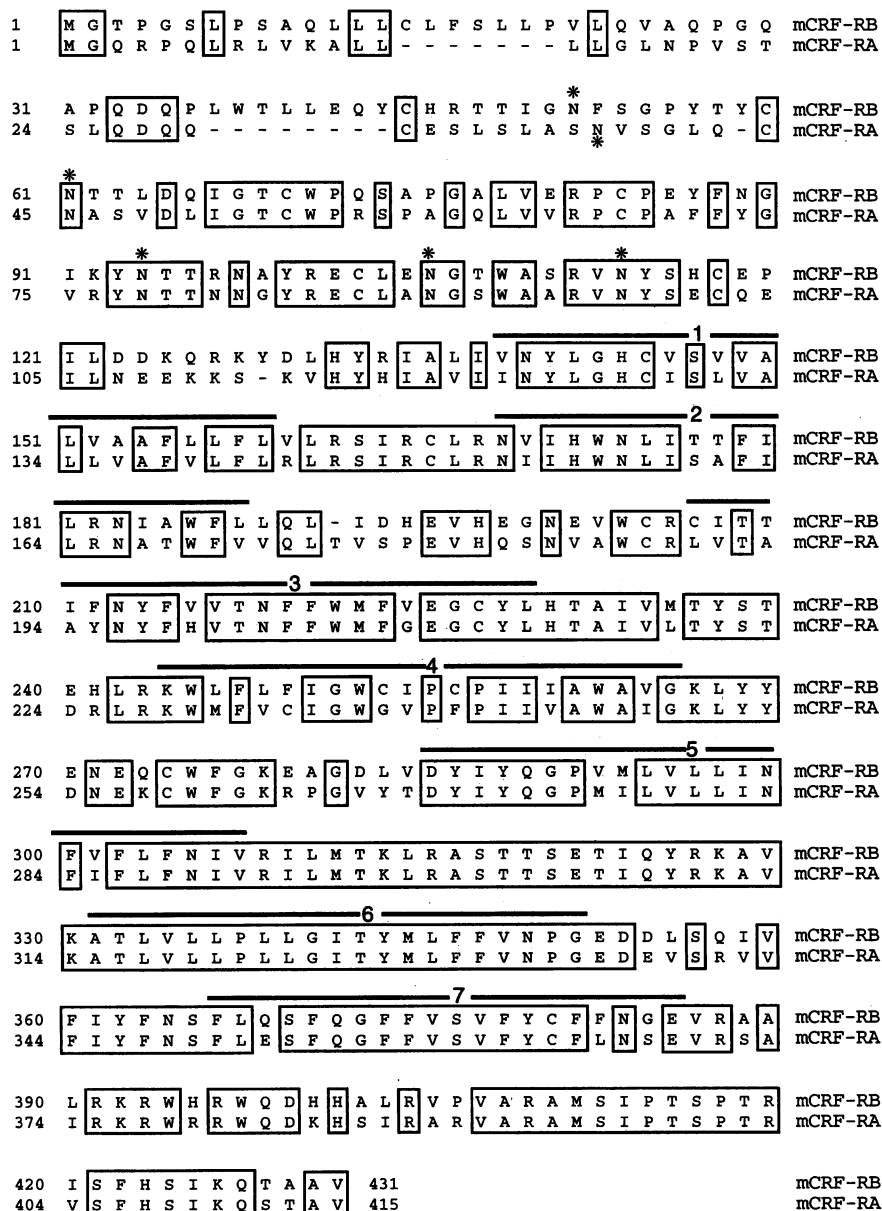 1 M G T P G S L P S A Q L L L C L F S L L P V L Q V A Q P G Q mCRF-RB
1 M G Q R P Q L R L V K A L L - - - - - - L L G L N P V S T mCRF-RA
*
31 A P Q D Q P L W T L L E Q Y C H R T T I G N F S G P Y T Y C mCRF-RB
24 S L Q D Q - - - - - - - - - C E S L S L A S N V S G L Q - C mCRF-RA
*
*
61 N T T L D Q I G T C W P Q S A P G A L V E R P C P E Y F N G mCRF-RB
45 N A S V D L I G T C W P R S P A G Q L V V R P C P A F F Y G mCRF-RA
* * *
91 I K Y N T T R N A Y R E C L E N G T W A S R V N Y S H C E P mCRF-RB
75 V R Y N T T N N G Y R E C L A N G S W A A R V N Y S E C Q E mCRF-RA
1
121 I L D D K Q R K Y D L H Y R I A L I V N Y L G H C V S V V A mCRF-RB
105 I L N E E K K S - K V H Y H I A V I I N Y L G H C I S L V A mCRF-RA
2
151 L V A A F L L F L V L R S I R C L R N V I H W N L I T T F I mCRF-RB
134 L L V A F V L F L R L R S I R C L R N I I H W N L I S A F I mCRF-RA
181 L R N I A W F L L Q L - I D H E V H E G N E V W C R C I T T mCRF-RB
164 L R N A T W F V V Q L T V S P E V H Q S N V A W C R L V T A mCRF-RA
3
210 I F N Y F V V T N F F W M F V E G C Y L H T A I V M T Y S T mCRF-RB
194 A Y N Y F H V T N F F W M F G E G C Y L H T A I V L T Y S T mCRF-RA
4
240 E H L R K W L F L F I G W C I P C P I I I A W A V G K L Y Y mCRF-RB
224 D R L R K W M F V C I G W G V P F P I I V A W A I G K L Y Y mCRF-RA
5
270 E N E Q C W F G K E A G D L V D Y I Y Q G P V M L V L L I N mCRF-RB
254 D N E K C W F G K R P G V Y T D Y I Y Q G P M I L V L L I N mCRF-RA
300 F V F L F N I V R I L M T K L R A S T T S E T I Q Y R K A V mCRF-RB
284 F I F L F N I V R I L M T K L R A S T T S E T I Q Y R K A V mCRF-RA
6
330 K A T L V L L P L L G I T Y M L F F V N P G E D D L S Q I V mCRF-RB
314 K A T L V L L P L L G I T Y M L F F V N P G E D E V S R V V mCRF-RA
7
360 F I Y F N S F L Q S F Q G F F V S V F Y C F F N G E V R A A mCRF-RB
344 F I Y F N S F L E S F Q G F F V S V F Y C F L N S E V R S A mCRF-RA
390 L R K R W H R W Q D H H A L R V P V A R A M S I P T S P T R mCRF-RB
374 I R K R W R R W Q D K H S I R A R V A R A M S I P T S P T R mCRF-RA
420 I S F H S I K Q T A A V 431 mCRF-RB
404 V S F H S I K Q S T A V 415 mCRF-RA